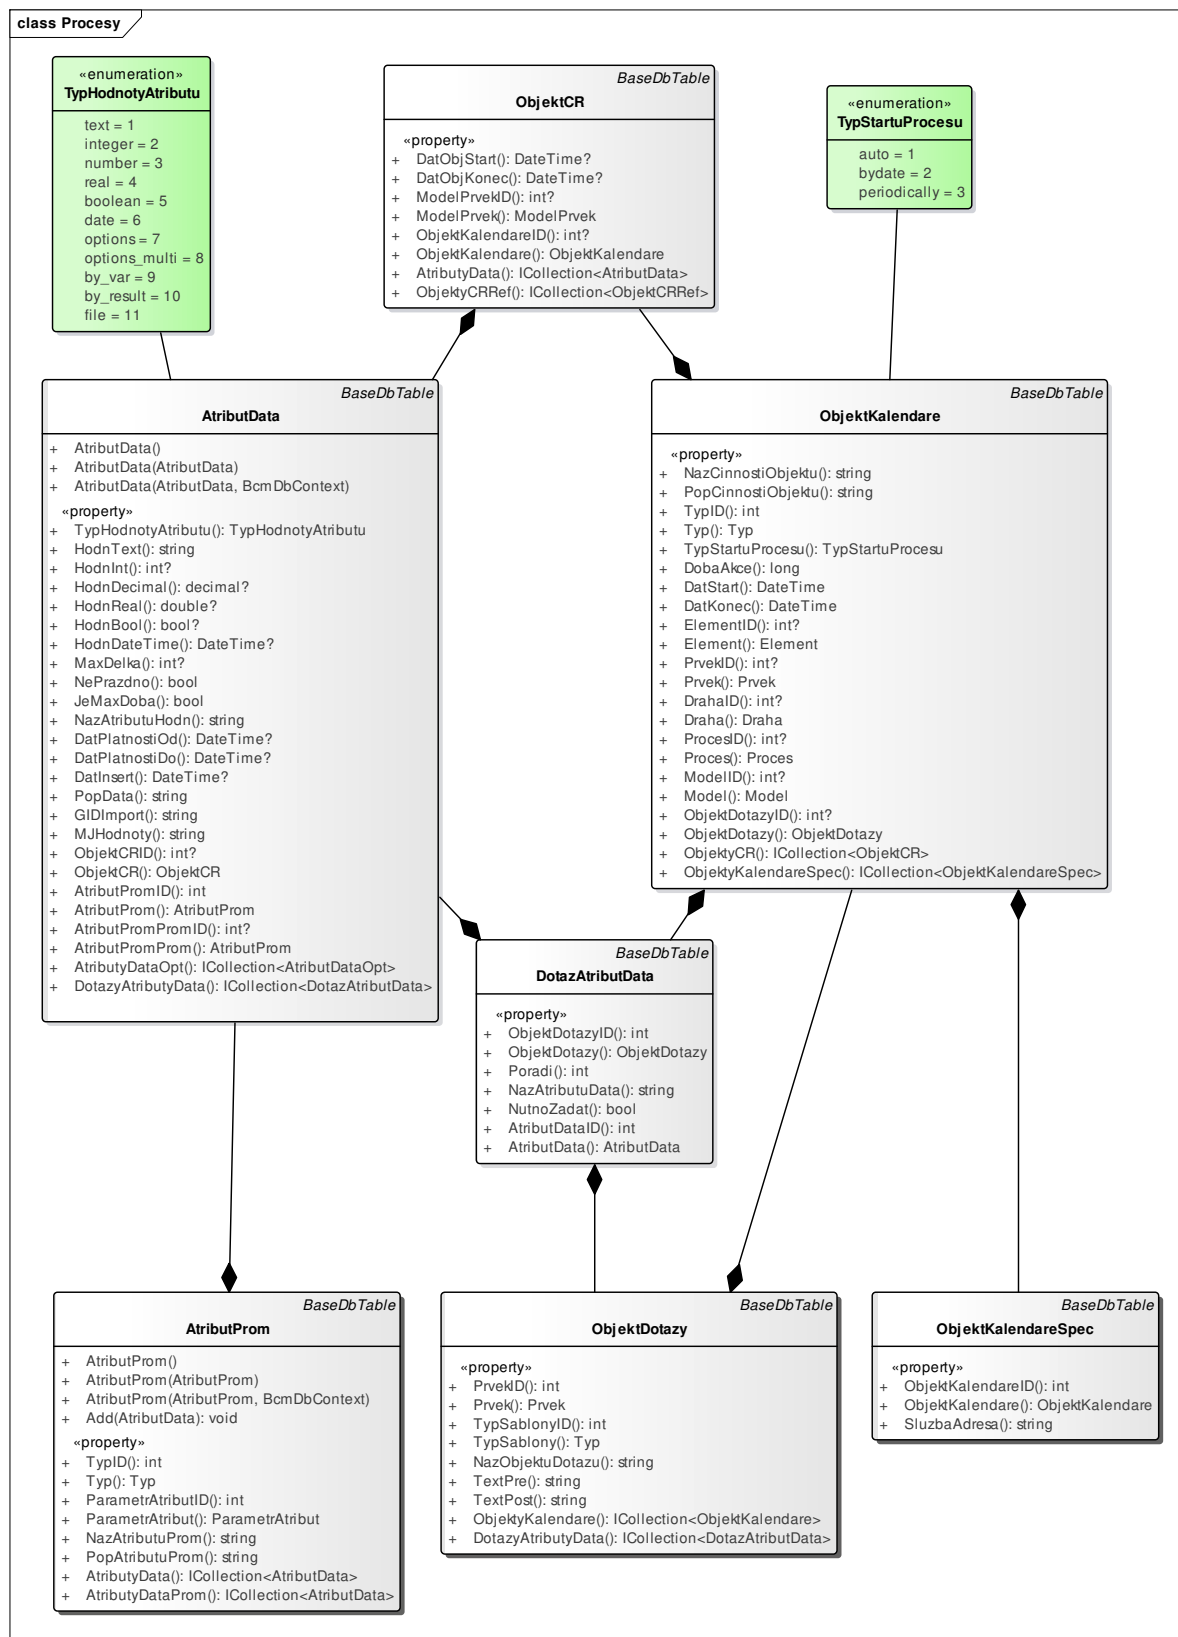 class Procesy
«enumeration»
TypHodnotyAtributu
text = 1
integer = 2
number = 3
real = 4
boolean = 5
date = 6
options = 7
options_multi = 8
by_var = 9
by_result = 10
file = 11
BaseDbTable
ObjektCR
«property»
+ DatObjStart(): DateTime?
+ DatObjKonec(): DateTime?
+ ModelPrvekID(): int?
+ ModelPrvek(): ModelPrvek
+ ObjektKalendareID(): int?
+ ObjektKalendare(): ObjektKalendare
+ AtributyData(): ICollection<AtributData>
+ ObjektyCRRef(): ICollection<ObjektCRRef>
«enumeration»
TypStartuProcesu
auto = 1
bydate = 2
periodically = 3
BaseDbTable
AtributData
+ AtributData()
+ AtributData(AtributData)
+ AtributData(AtributData, BcmDbContext)
«property»
+ TypHodnotyAtributu(): TypHodnotyAtributu
+ HodnText(): string
+ HodnInt(): int?
+ HodnDecimal(): decimal?
+ HodnReal(): double?
+ HodnBool(): bool?
+ HodnDateTime(): DateTime?
+ MaxDelka(): int?
+ NePrazdno(): bool
+ JeMaxDoba(): bool
+ NazAtributuHodn(): string
+ DatPlatnostiOd(): DateTime?
+ DatPlatnostiDo(): DateTime?
+ DatInsert(): DateTime?
+ PopData(): string
+ GIDImport(): string
+ MJHodnoty(): string
+ ObjektCRID(): int?
+ ObjektCR(): ObjektCR
+ AtributPromID(): int
+ AtributProm(): AtributProm
+ AtributPromPromID(): int?
+ AtributPromProm(): AtributProm
+ AtributyDataOpt(): ICollection<AtributDataOpt>
+ DotazyAtributyData(): ICollection<DotazAtributData>
BaseDbTable
ObjektKalendare
«property»
+ NazCinnostiObjektu(): string
+ PopCinnostiObjektu(): string
+ TypID(): int
+ Typ(): Typ
+ TypStartuProcesu(): TypStartuProcesu
+ DobaAkce(): long
+ DatStart(): DateTime
+ DatKonec(): DateTime
+ ElementID(): int?
+ Element(): Element
+ PrvekID(): int?
+ Prvek(): Prvek
+ DrahaID(): int?
+ Draha(): Draha
+ ProcesID(): int?
+ Proces(): Proces
+ ModelID(): int?
+ Model(): Model
+ ObjektDotazyID(): int?
+ ObjektDotazy(): ObjektDotazy
+ ObjektyCR(): ICollection<ObjektCR>
+ ObjektyKalendareSpec(): ICollection<ObjektKalendareSpec>
BaseDbTable
DotazAtributData
«property»
+ ObjektDotazyID(): int
+ ObjektDotazy(): ObjektDotazy
+ Poradi(): int
+ NazAtributuData(): string
+ NutnoZadat(): bool
+ AtributDataID(): int
+ AtributData(): AtributData
BaseDbTable
AtributProm
+ AtributProm()
+ AtributProm(AtributProm)
+ AtributProm(AtributProm, BcmDbContext)
+ Add(AtributData): void
«property»
+ TypID(): int
+ Typ(): Typ
+ ParametrAtributID(): int
+ ParametrAtribut(): ParametrAtribut
+ NazAtributuProm(): string
+ PopAtributuProm(): string
+ AtributyData(): ICollection<AtributData>
+ AtributyDataProm(): ICollection<AtributData>
BaseDbTable
ObjektDotazy
«property»
+ PrvekID(): int
+ Prvek(): Prvek
+ TypSablonyID(): int
+ TypSablony(): Typ
+ NazObjektuDotazu(): string
+ TextPre(): string
+ TextPost(): string
+ ObjektyKalendare(): ICollection<ObjektKalendare>
+ DotazyAtributyData(): ICollection<DotazAtributData>
BaseDbTable
ObjektKalendareSpec
«property»
+ ObjektKalendareID(): int
+ ObjektKalendare(): ObjektKalendare
+ SluzbaAdresa(): string